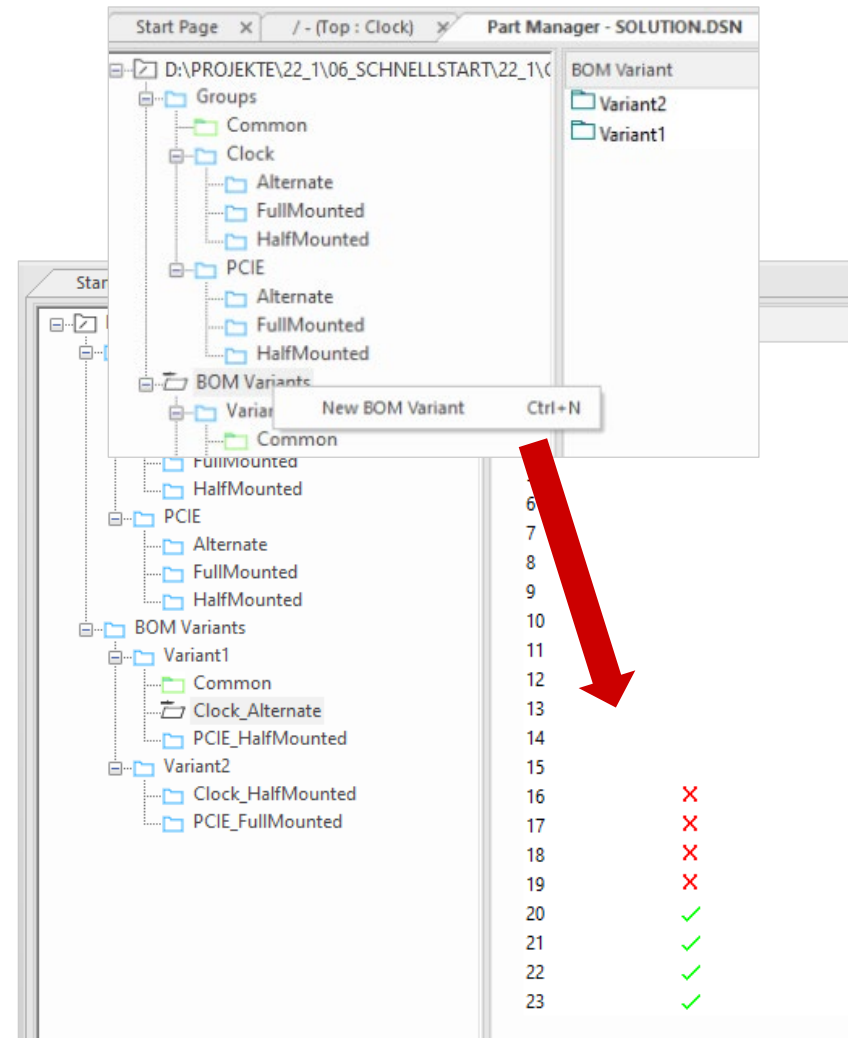 Start Page X / - (Top : Clock) X Part Manager - SOLUTION.DSN
D:\PROJEKTE\22_1\06_SCHNELLSTART\22_1\
Groups
Common
Clock
Alternate
FullMounted
HalfMounted
PCIE
Alternate
FullMounted
HalfMounted
BOM Variants
New BOM Variant Ctrl+N
Common
BOM Variant
Variant2
Variant1
FullMounted
HalfMounted
PCIE
Alternate
FullMounted
HalfMounted
BOM Variants
Variant1
Common
Clock_Alternate
PCIE_HalfMounted
Variant2
Clock_HalfMounted
PCIE_FullMounted
6
7
8
9
10
11
12
13
14
15
16
17
18
19
20
21
22
23